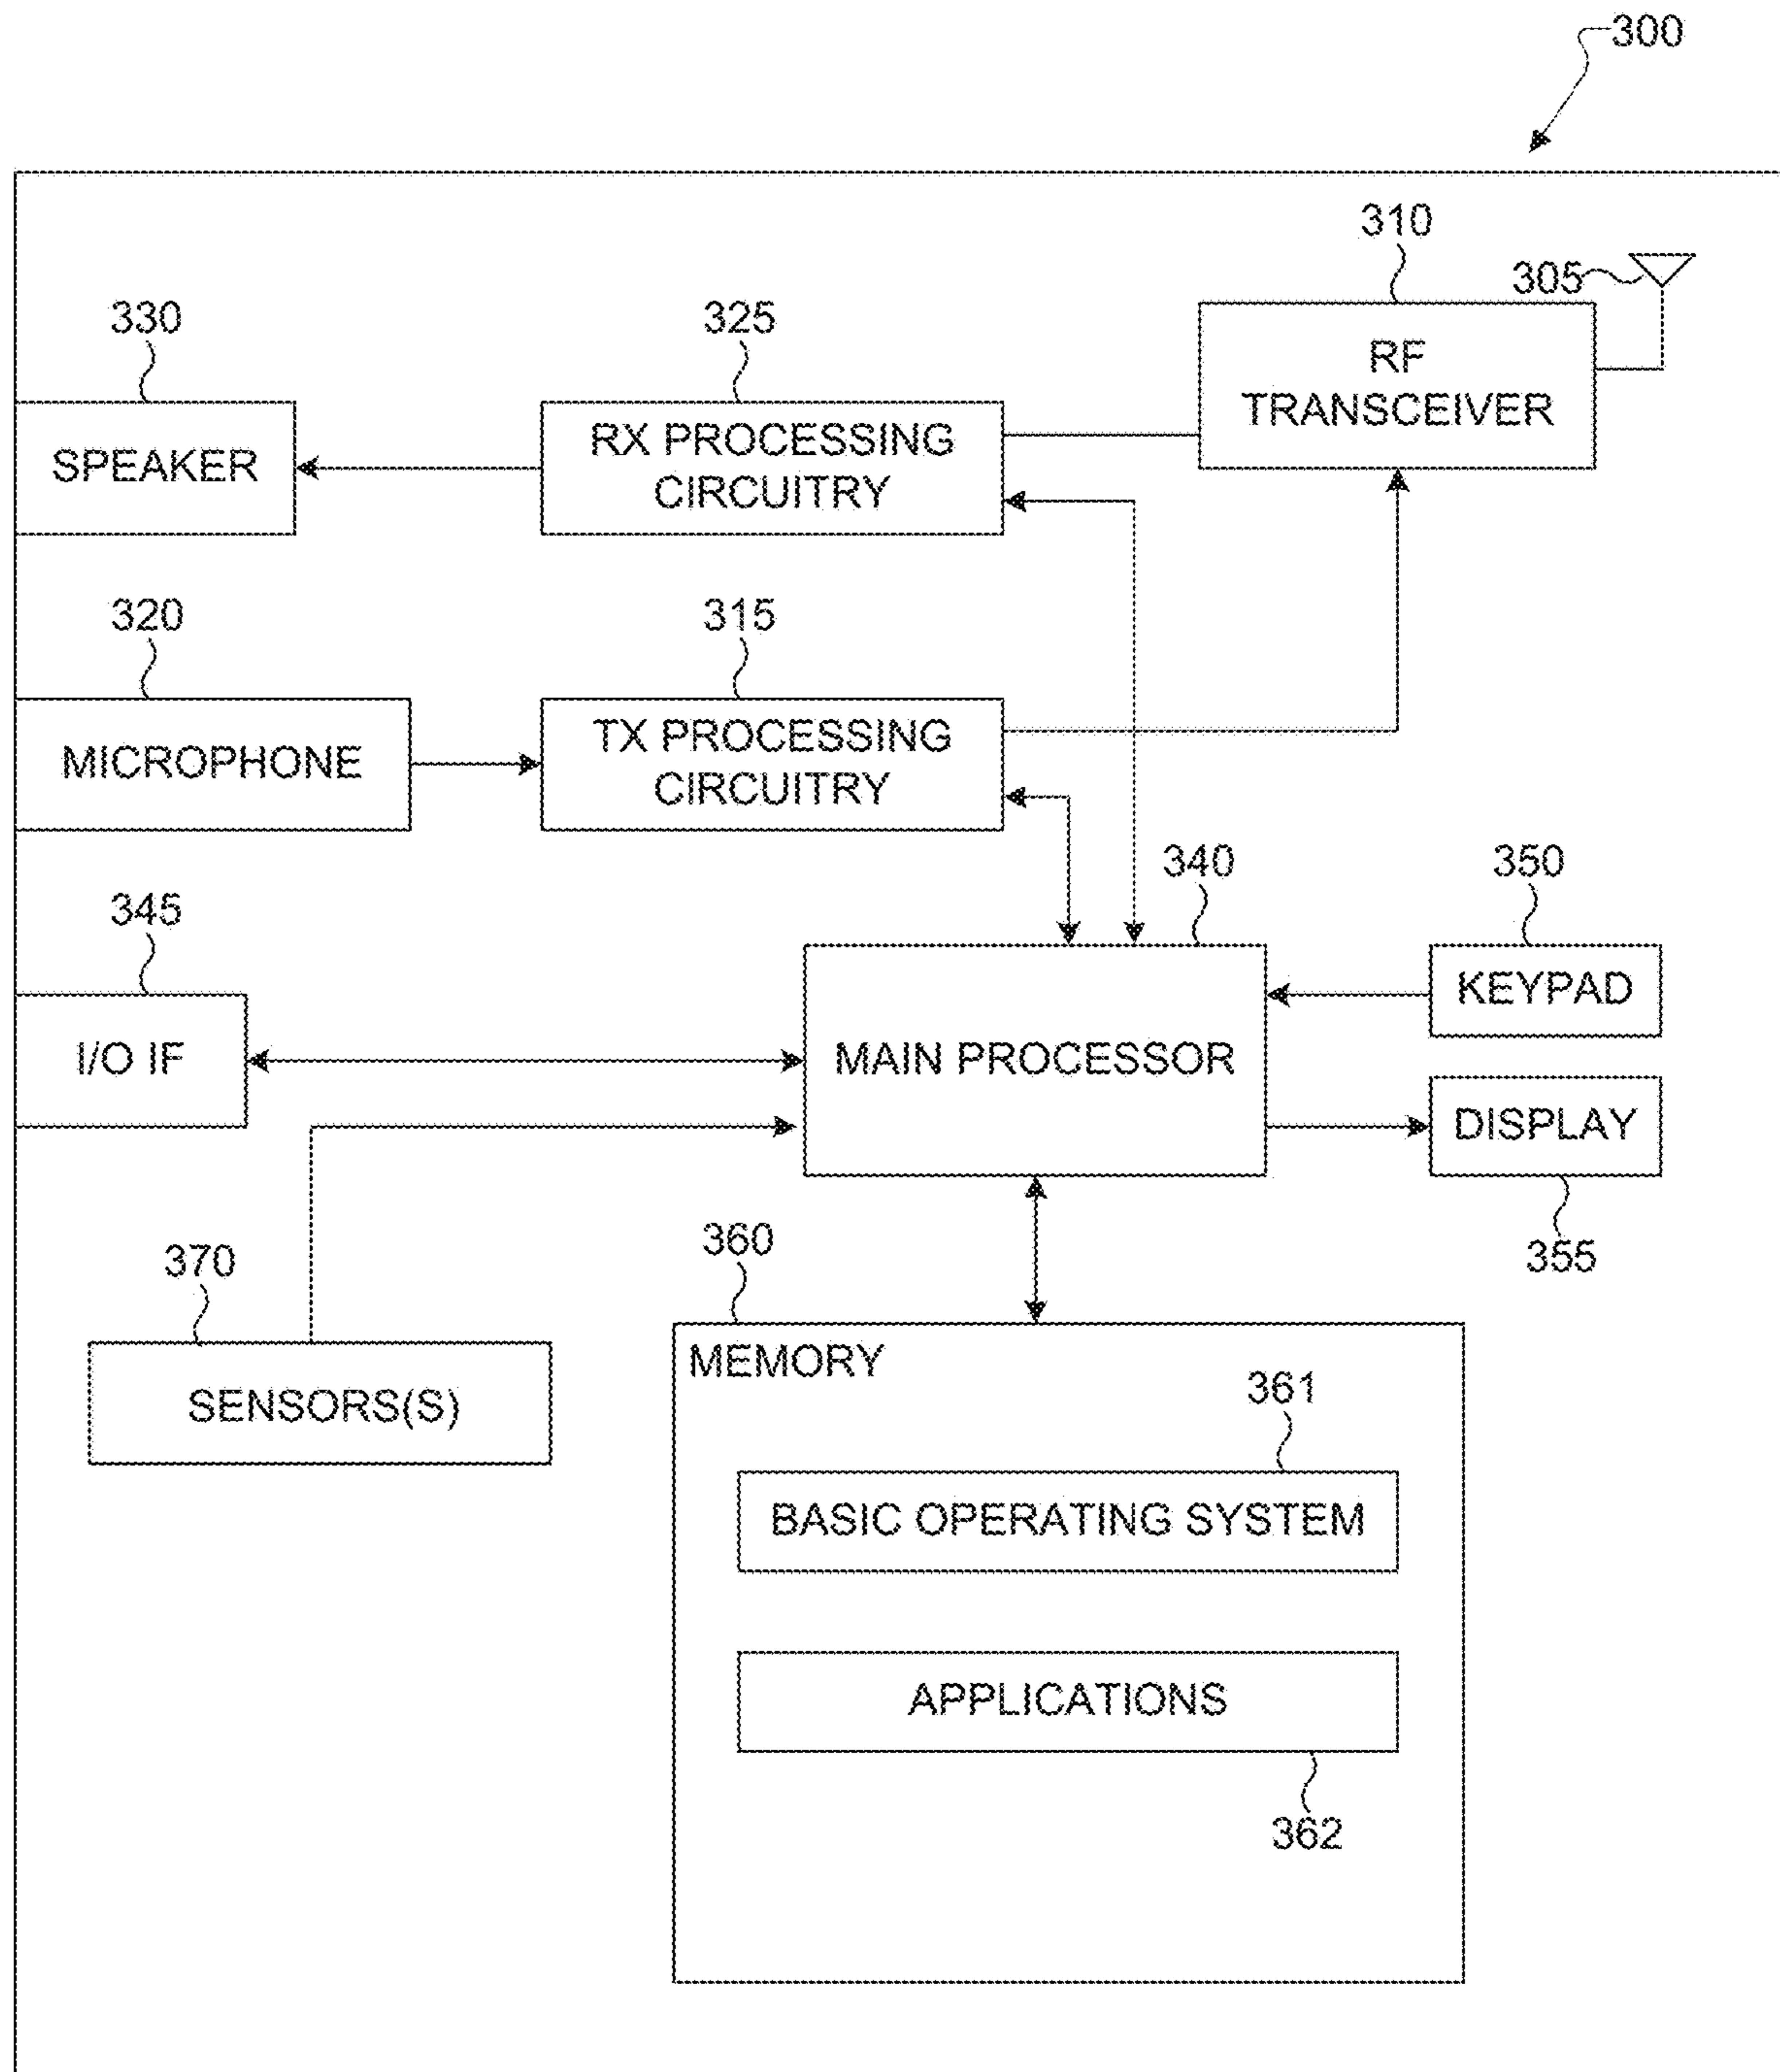 300
310
305
330
325
RF
TRANSCEIVER
SPEAKER
RX PROCESSING
CIRCUITRY
320
315
MICROPHONE
TX PROCESSING
CIRCUITRY
340
350
345
KEYPAD
I/O IF
MAIN PROCESSOR
DISPLAY
355
360
370
MEMORY
SENSORS(S)
361
BASIC OPERATING SYSTEM
APPLICATIONS
362